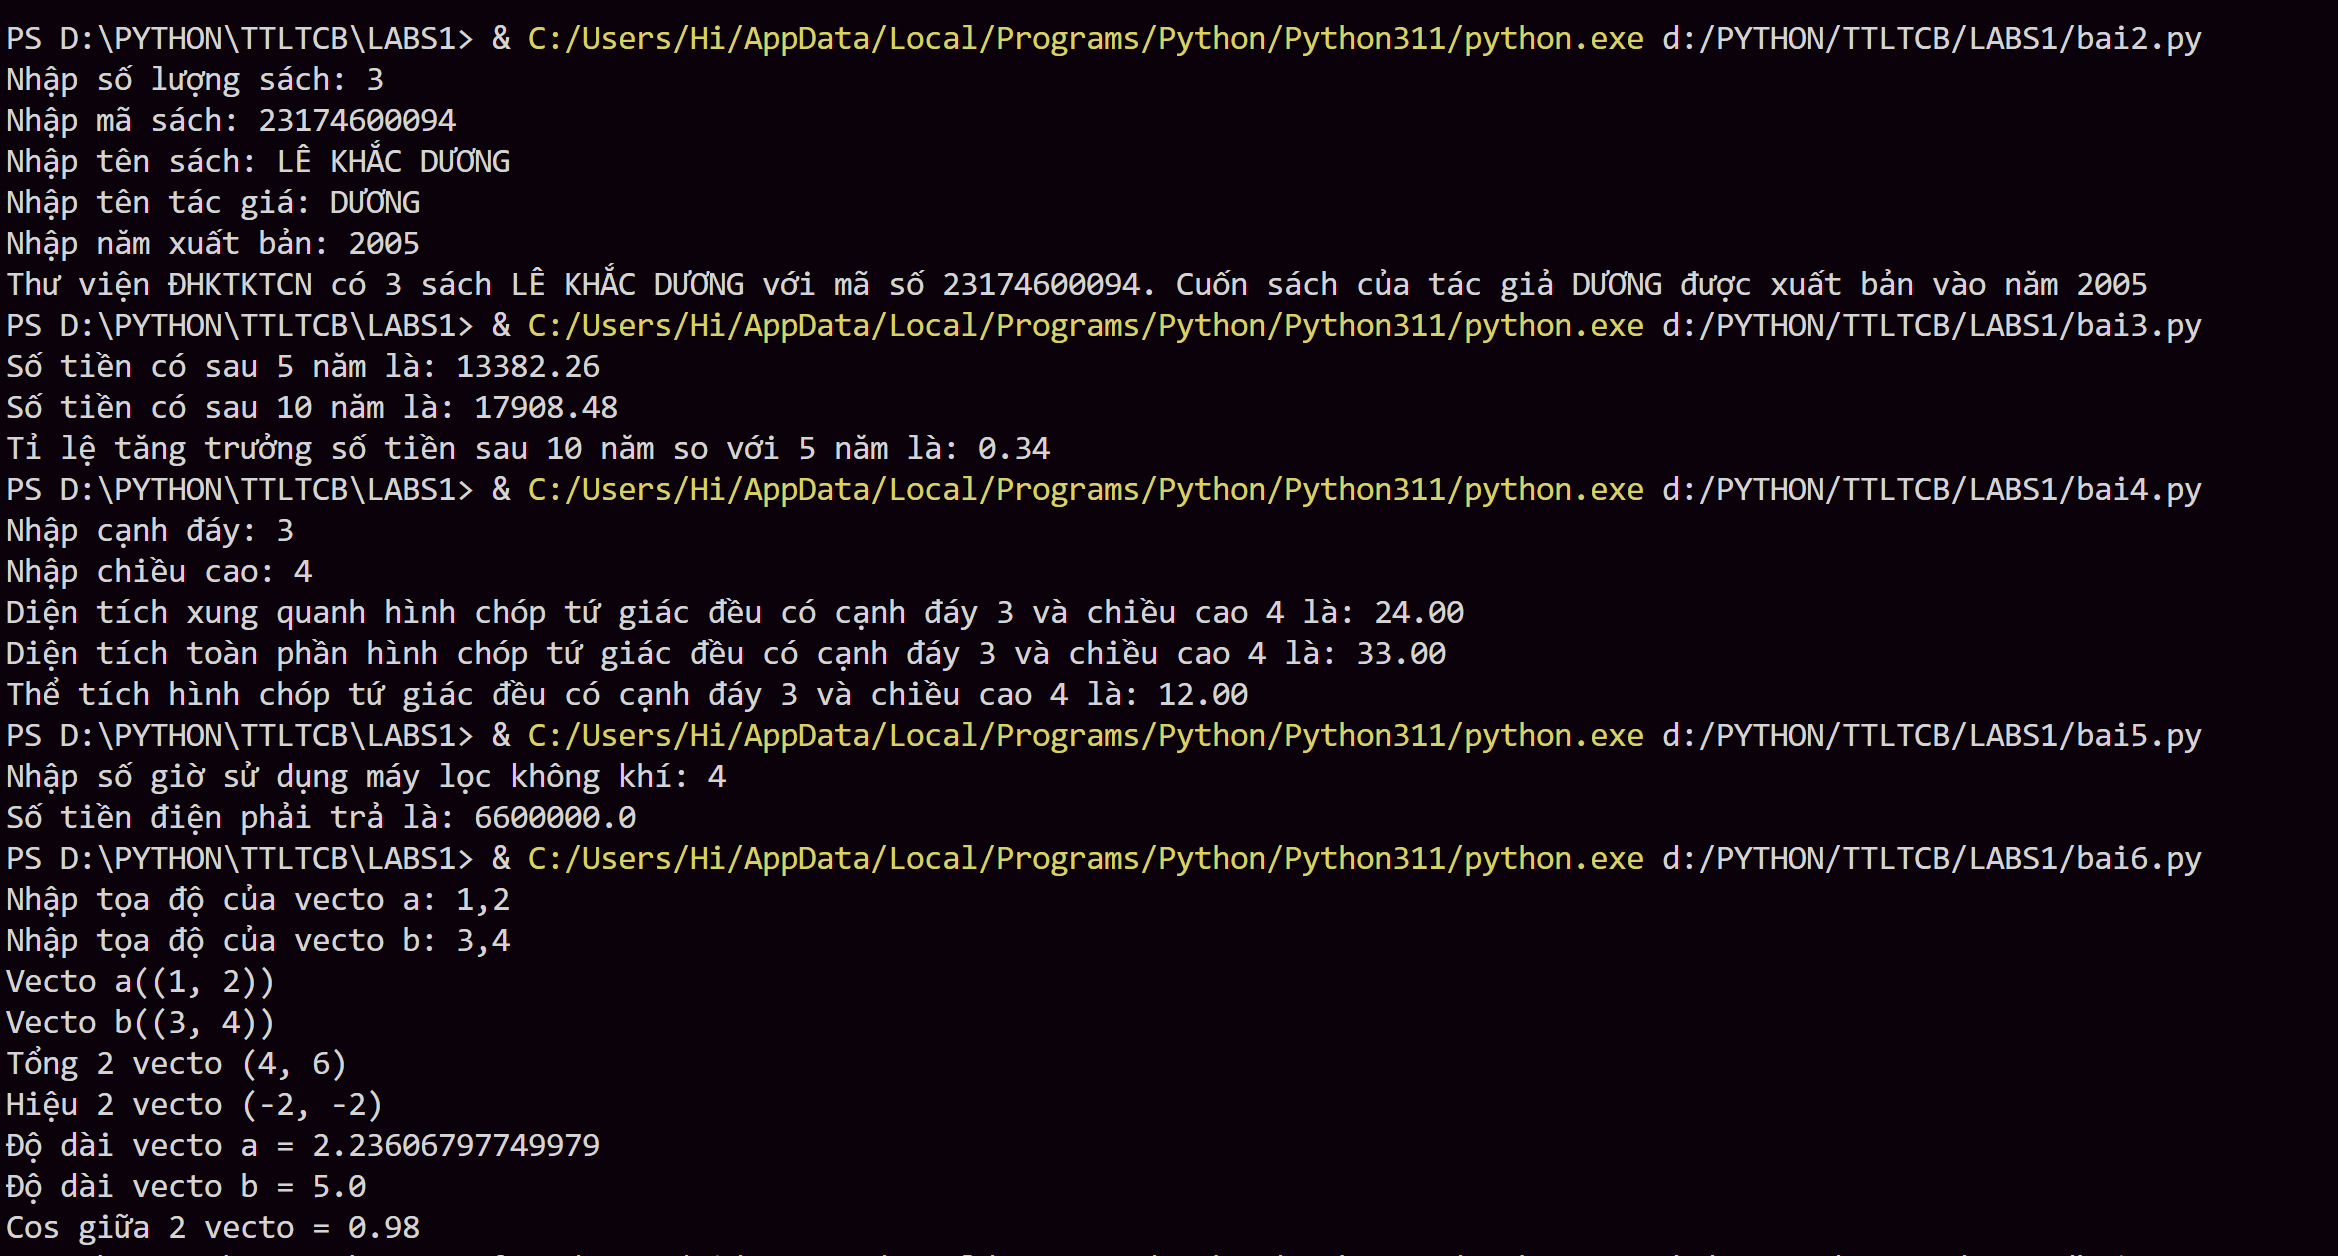 PS D:\PYTHON\TTLTCB\LABS1> & C:/Users/Hi/AppData/Local/Programs/Python/Python311/python.exe d:/PYTHON/TTLTCB/LABS1/bai2.py
Nhập số lượng sách: 3
Nhập mã sách: 23174600094
Nhập tên sách: LÊ KHẮC DƯƠNG
Nhập tên tác giá: DƯƠNG
Nhập năm xuất bản: 2005
Thư viện ĐHKTKTCN có 3 sách LÊ KHẮC DƯƠNG với mã số 23174600094. Cuốn sách của tác giả DƯƠNG được xuất bản vào năm 2005
PS D:\PYTHON\TTLTCB\LABS1> & C:/Users/Hi/AppData/Local/Programs/Python/Python311/python.exe d:/PYTHON/TTLTCB/LABS1/bai3.py
Số tiền có sau 5 năm là: 13382.26
Số tiền có sau 10 năm là: 17908.48
Tỉ lệ tăng trưởng số tiền sau 10 năm so với 5 năm là: 0.34
PS D:\PYTHON\TTLTCB\LABS1> & C:/Users/Hi/AppData/Local/Programs/Python/Python311/python.exe d:/PYTHON/TTLTCB/LABS1/bai4.py
Nhập cạnh đáy: 3
Nhập chiều cao: 4
Diện tích xung quanh hình chóp tứ giác đều có cạnh đáy 3 và chiều cao 4 là: 24.00
Diện tích toàn phần hình chóp tứ giác đều có cạnh đáy 3 và chiều cao 4 là: 33.00
Thể tích hình chóp tứ giác đều có cạnh đáy 3 và chiều cao 4 là: 12.00
PS D:\PYTHON\TTLTCB\LABS1> & C:/Users/Hi/AppData/Local/Programs/Python/Python311/python.exe d:/PYTHON/TTLTCB/LABS1/bai5.py
Nhập số giờ sử dụng máy lọc không khí: 4
Số tiền điện phải trả là: 6600000.0
PS D:\PYTHON\TTLTCB\LABS1> & C:/Users/Hi/AppData/Local/Programs/Python/Python311/python.exe d:/PYTHON/TTLTCB/LABS1/bai6.py
Nhập tọa độ của vecto a: 1,2
Nhập tọa độ của vecto b: 3,4
Vecto a((1, 2))
Vecto b((3, 4))
Tổng 2 vecto (4, 6)
Hiệu 2 vecto (-2, -2)
Độ dài vecto a = 2.23606797749979
Độ dài vecto b = 5.0
Cos giữa 2 vecto = 0.98